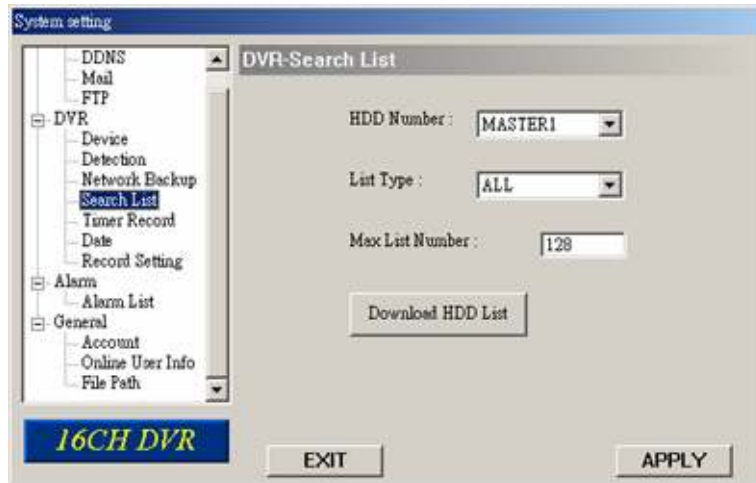 System setting
DDNS
Mail
FTP
DVR
Device
Detection
Network Backup
Search List
Timer Record
Date
Record Setting
Alarm
Alarm List
General
Account
Online User Info
File Path
16CH DVR
DVR-Search List
HDD Number : MASTER1
List Type : ALL
Max List Number : 128
Download HDD List
EXIT
APPLY